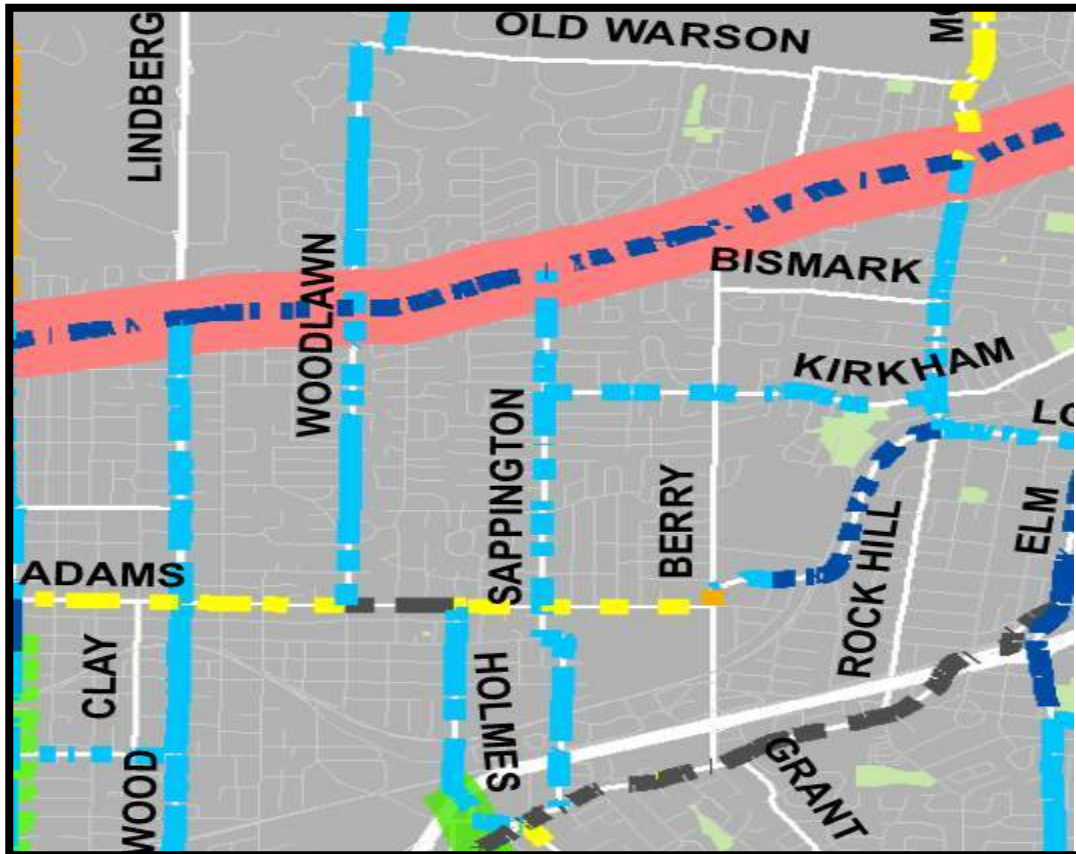 OLD WARSON
LINDBERG
WOODLAWN
BISMARK
KIRKHAM
SAPPINGTON
BERRY
ELM
ADAMS
ROCK HILL
CLAY
HOLMES
WOOD
GRANT